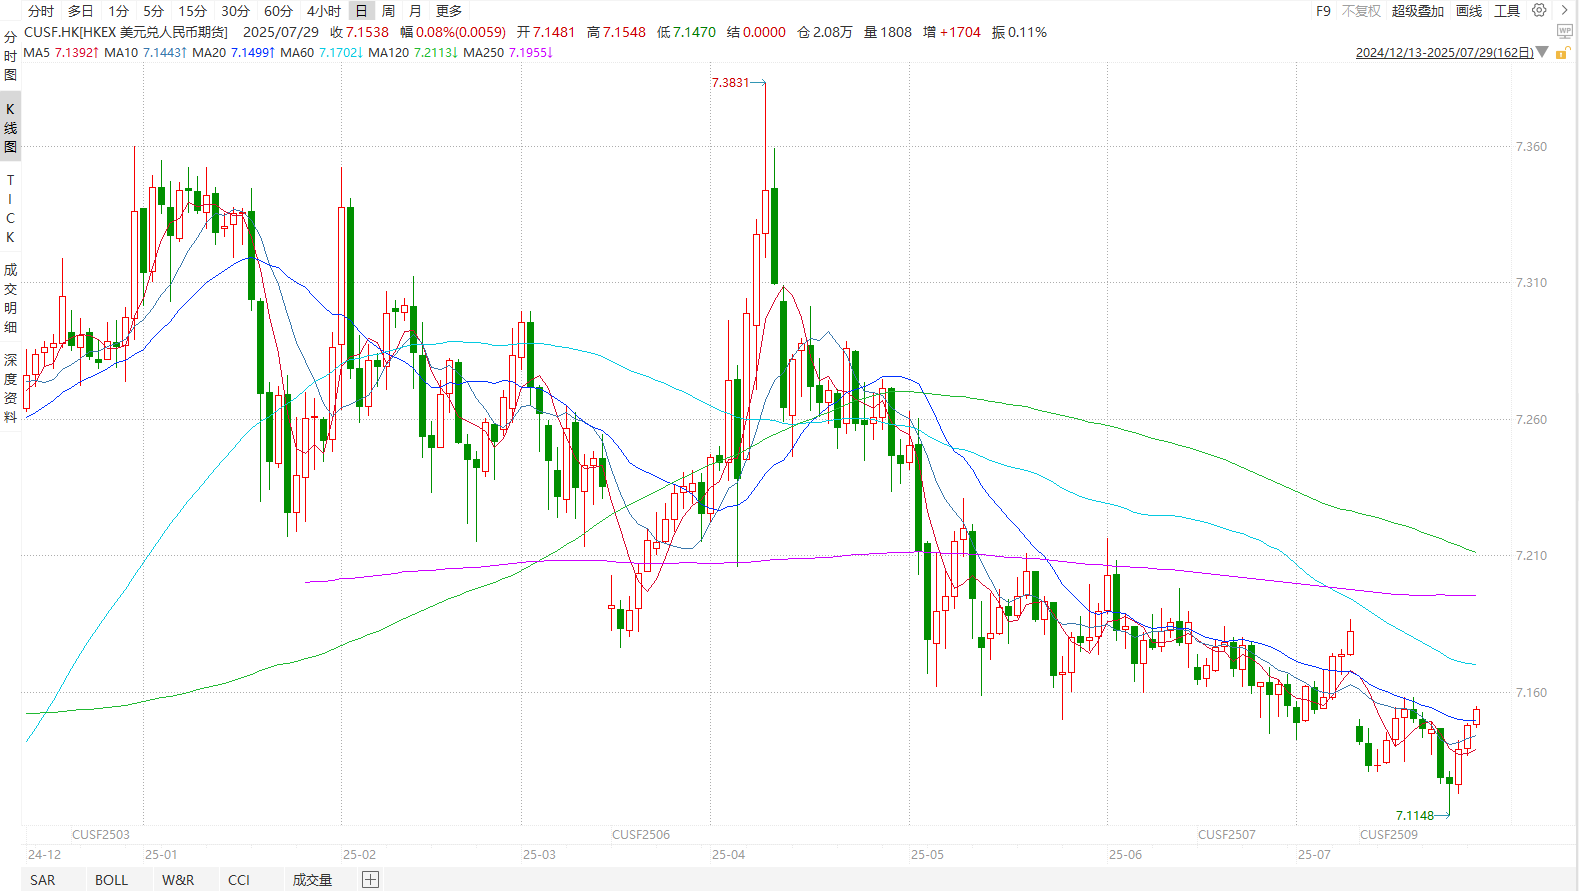 分时 多日 1分 5分 15分 30分 60分 4小时 日 周 月 更多 F9 不复权 超级叠加 画线 工具
CUSF.HK[HKEX 美元兑人民币期货] 2025/07/29 收7.1538 幅0.08%(0.0059) 开7.1481 高7.1548 低7.1470 结0.0000 仓2.08万 量1808 增+1704 振0.11%
WP
MA5 7.1392↑ MA10 7.1443↑ MA20 7.1499↑ MA60 7.1702↓ MA120 7.2113↓ MA250 7.1955↓
2024/12/13-2025/07/29(162日)
分时图
K线图
TICK
成交明细
深度资料
7.3831
7.360
7.310
7.260
7.210
7.160
7.1148
CUSF2503 CUSF2506 CUSF2507 CUSF2509
24-12 25-01 25-02 25-03 25-04 25-05 25-06 25-07
SAR BOLL W&R CCI 成交量